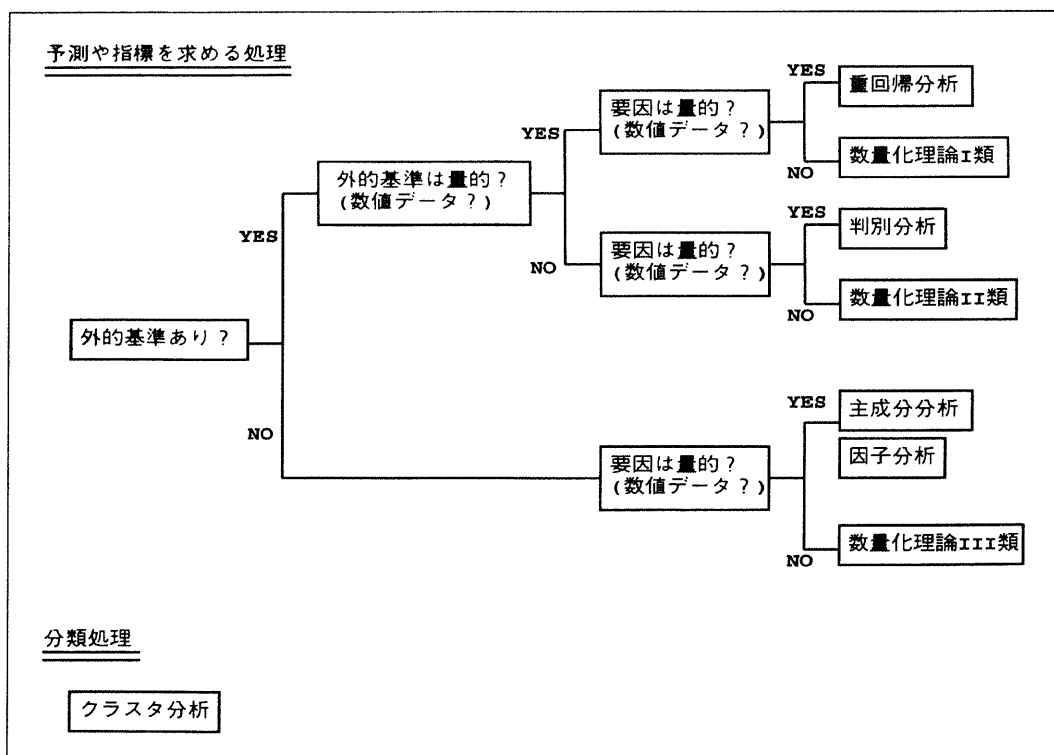 予測や指標を求める処理
外的基準あり？
YES
NO
外的基準は量的？
(数値データ？)
YES
NO
要因は量的？
(数値データ？)
YES
NO
重回帰分析
数量化理論I類
要因は量的？
(数値データ？)
YES
NO
判別分析
数量化理論II類
要因は量的？
(数値データ？)
YES
NO
主成分分析
因子分析
数量化理論III類
分類処理
クラスタ分析